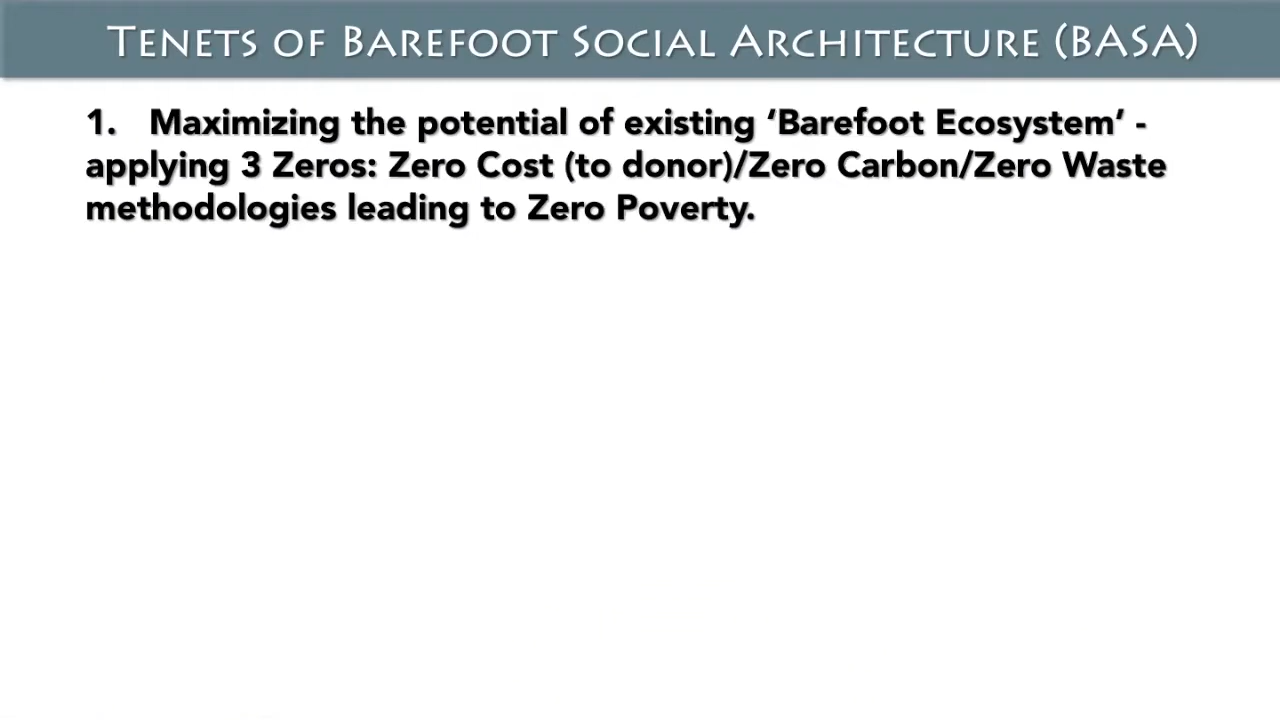 Tenets of Barefoot Social Architecture (BASA)
1. Maximizing the potential of existing ‘Barefoot Ecosystem’ -
applying 3 Zeros: Zero Cost (to donor)/Zero Carbon/Zero Waste
methodologies leading to Zero Poverty.